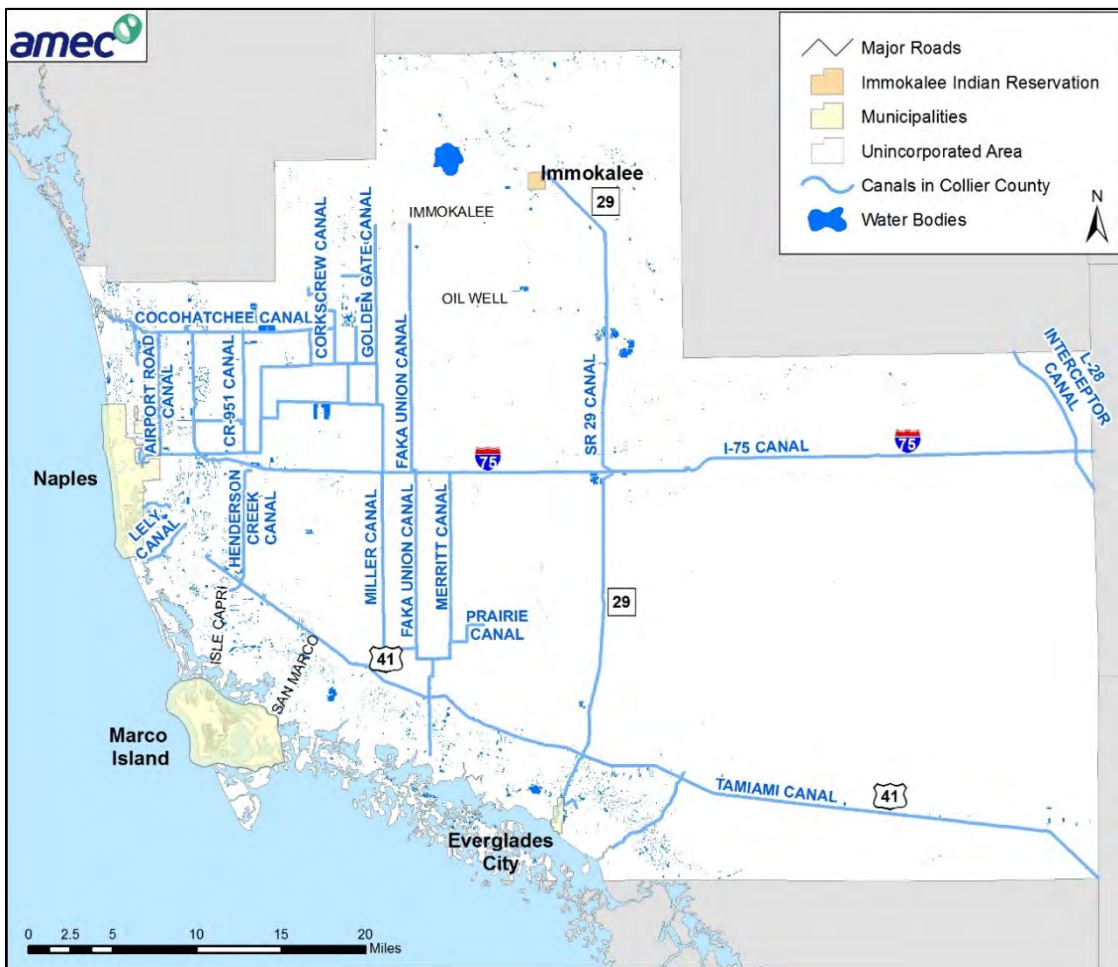 amec
Major Roads
Immokalee Indian Reservation
Municipalities
Unincorporated Area
Canals in Collier County
Water Bodies
N
Immokalee
29
IMMOKALEE
OIL WELL
COCOHATCHEE CANAL
CORKSCREW CANAL
GOLDEN GATE CANAL
FAKA UNION CANAL
AIRPORT ROAD
CANAL
CR-951 CANAL
SR 29 CANAL
L-28
INTERCEPTOR
CANAL
I-75 CANAL
75
75
Naples
LELY
CANAL
HENDERSON
CREEK
CANAL
MILLER CANAL
FAKA UNION CANAL
MERRITT CANAL
PRAIRIE
CANAL
29
ISLE CAPRI
SAN MARCO
41
Marco
Island
TAMIAMI CANAL
41
Everglades
City
0 2.5 5 10 15 20
Miles